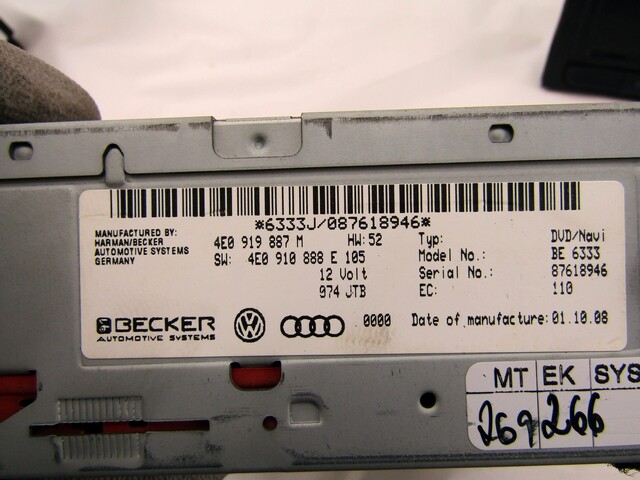 *6333J/087618946*
MANUFACTURED BY:
HARMAN/BECKER
AUTOMOTIVE SYSTEMS
GERMANY
4E0 919 887 M HW: 52
SW: 4E0 910 888 E 105
12 Volt
074 JTB
Typ: DVD/Navi
Model No.: BE 6333
Serial No.: 87618946
EC: 110
BECKER
AUTOMOTIVE SYSTEMS
0000 Date of manufacture: 01.10.08
MT EK SYS
269 266